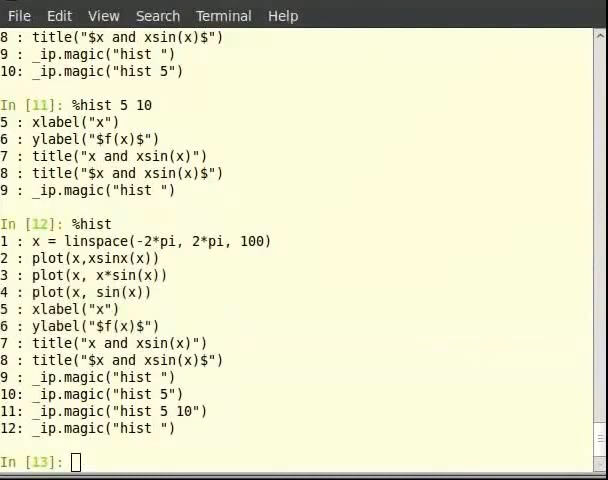 File Edit View Search Terminal Help
8 : title("$x and xsin(x)$")
9 : _ip.magic("hist ")
10: _ip.magic("hist 5")
In [11]: %hist 5 10
5 : xlabel("x")
6 : ylabel("$f(x)$")
7 : title("x and xsin(x)")
8 : title("$x and xsin(x)$")
9 : _ip.magic("hist ")
In [12]: %hist
1 : x = linspace(-2*pi, 2*pi, 100)
2 : plot(x,xsinx(x))
3 : plot(x, x*sin(x))
4 : plot(x, sin(x))
5 : xlabel("x")
6 : ylabel("$f(x)$")
7 : title("x and xsin(x)")
8 : title("$x and xsin(x)$")
9 : _ip.magic("hist ")
10: _ip.magic("hist 5")
11: _ip.magic("hist 5 10")
12: _ip.magic("hist ")
In [13]: